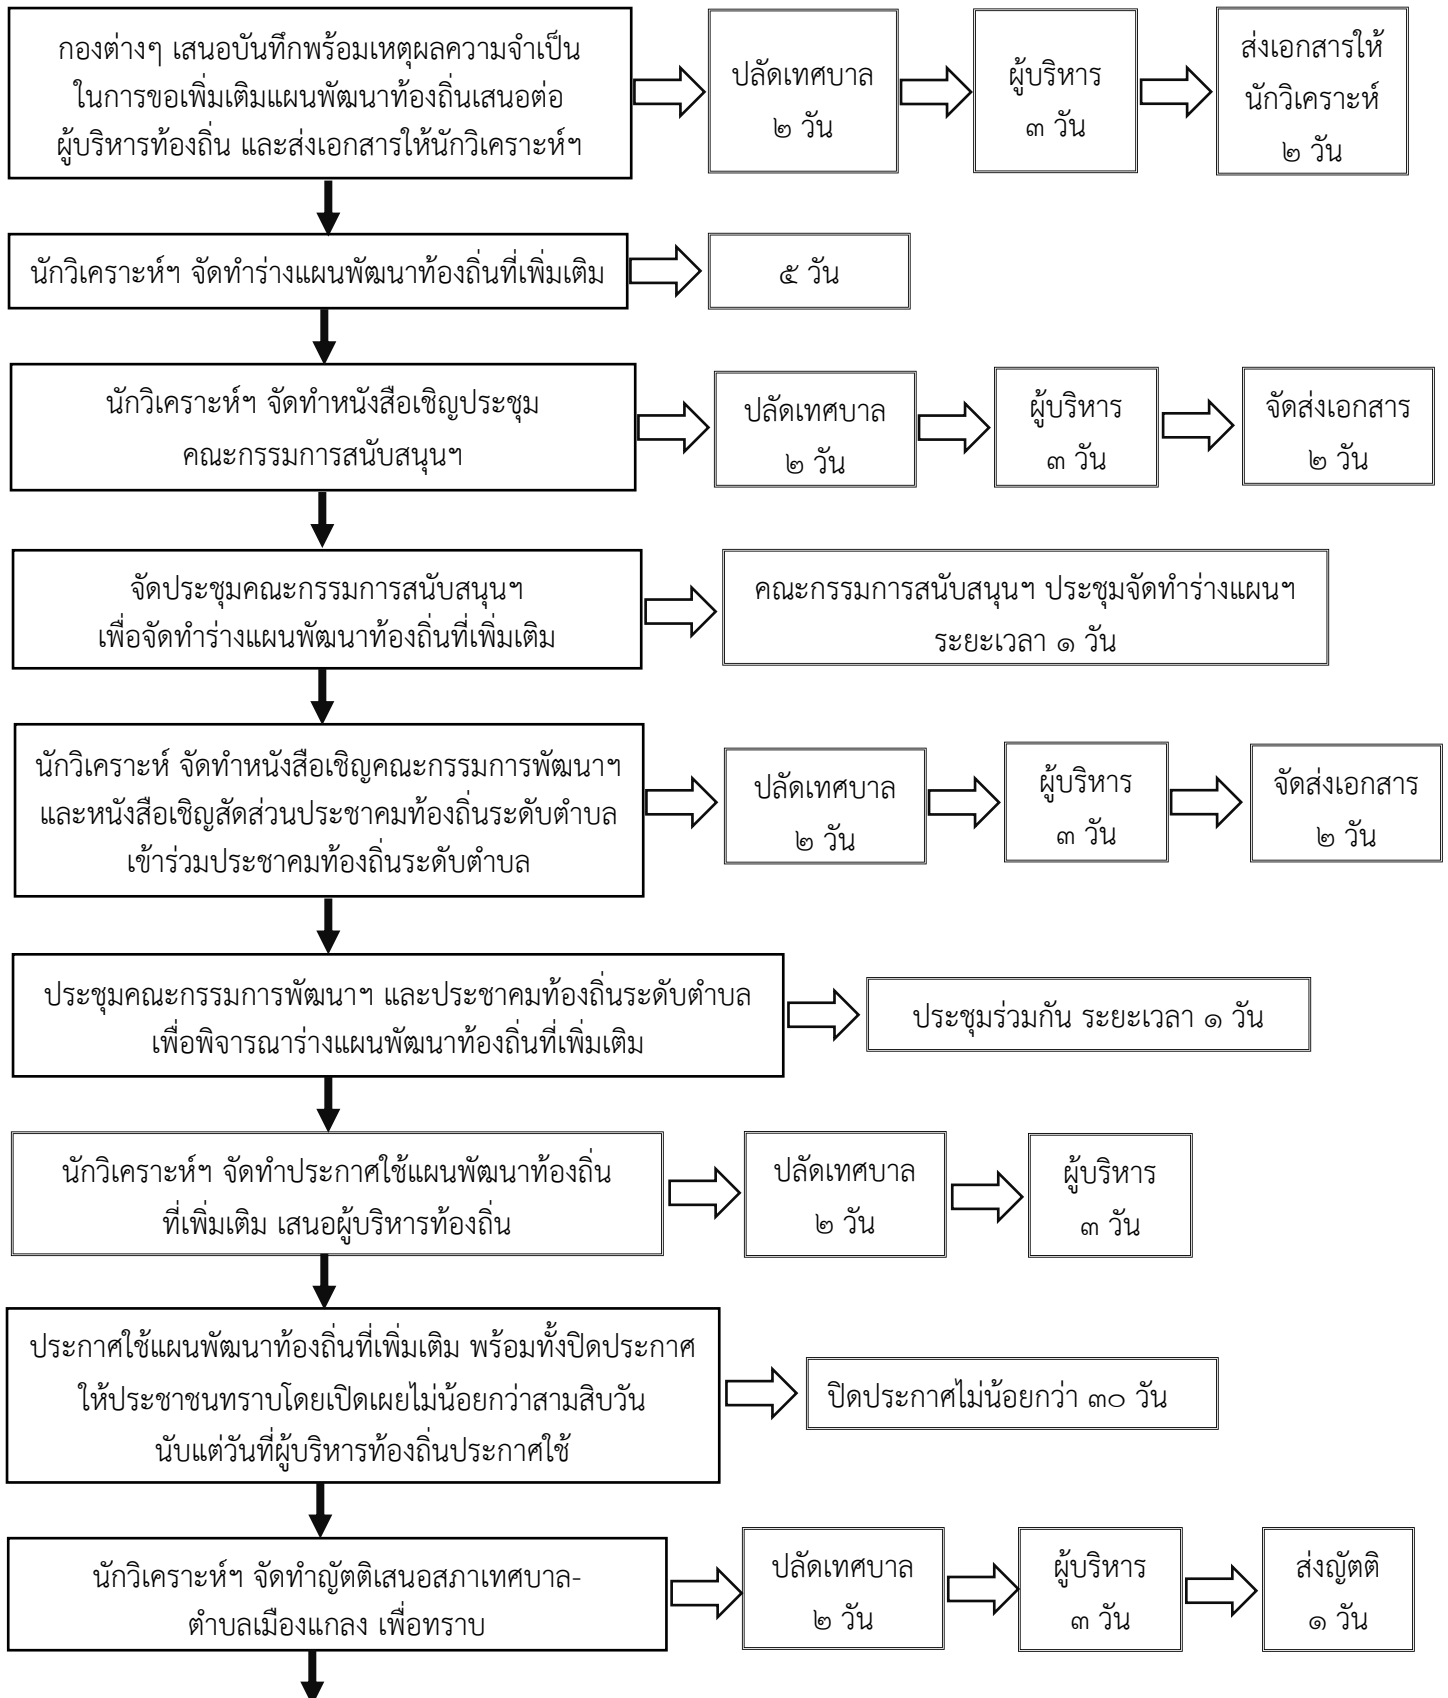 กองต่างๆ เสนอบันทึกพร้อมเหตุผลความจำเป็น
ในการขอเพิ่มเติมแผนพัฒนาท้องถิ่นเสนอต่อ
ผู้บริหารท้องถิ่น และส่งเอกสารให้นักวิเคราะห์ฯ
ปลัดเทศบาล
๒ วัน
ผู้บริหาร
๓ วัน
ส่งเอกสารให้
นักวิเคราะห์
๒ วัน
นักวิเคราะห์ฯ จัดทำร่างแผนพัฒนาท้องถิ่นที่เพิ่มเติม
๕ วัน
นักวิเคราะห์ฯ จัดทำหนังสือเชิญประชุม
คณะกรรมการสนับสนุนฯ
ปลัดเทศบาล
๒ วัน
ผู้บริหาร
๓ วัน
จัดส่งเอกสาร
๒ วัน
จัดประชุมคณะกรรมการสนับสนุนฯ
เพื่อจัดทำร่างแผนพัฒนาท้องถิ่นที่เพิ่มเติม
คณะกรรมการสนับสนุนฯ ประชุมจัดทำร่างแผนฯ
ระยะเวลา ๑ วัน
นักวิเคราะห์ จัดทำหนังสือเชิญคณะกรรมการพัฒนาฯ
และหนังสือเชิญสัดส่วนประชาคมท้องถิ่นระดับตำบล
เข้าร่วมประชาคมท้องถิ่นระดับตำบล
ปลัดเทศบาล
๒ วัน
ผู้บริหาร
๓ วัน
จัดส่งเอกสาร
๒ วัน
ประชุมคณะกรรมการพัฒนาฯ และประชาคมท้องถิ่นระดับตำบล
เพื่อพิจารณาร่างแผนพัฒนาท้องถิ่นที่เพิ่มเติม
ประชุมร่วมกัน ระยะเวลา ๑ วัน
นักวิเคราะห์ฯ จัดทำประกาศใช้แผนพัฒนาท้องถิ่น
ที่เพิ่มเติม เสนอผู้บริหารท้องถิ่น
ปลัดเทศบาล
๒ วัน
ผู้บริหาร
๓ วัน
ประกาศใช้แผนพัฒนาท้องถิ่นที่เพิ่มเติม พร้อมทั้งปิดประกาศ
ให้ประชาชนทราบโดยเปิดเผยไม่น้อยกว่าสามสิบวัน
นับแต่วันที่ผู้บริหารท้องถิ่นประกาศใช้
ปิดประกาศไม่น้อยกว่า ๓๐ วัน
นักวิเคราะห์ฯ จัดทำญัตติเสนอสภาเทศบาล-
ตำบลเมืองแกลง เพื่อทราบ
ปลัดเทศบาล
๒ วัน
ผู้บริหาร
๓ วัน
ส่งญัตติ
๑ วัน